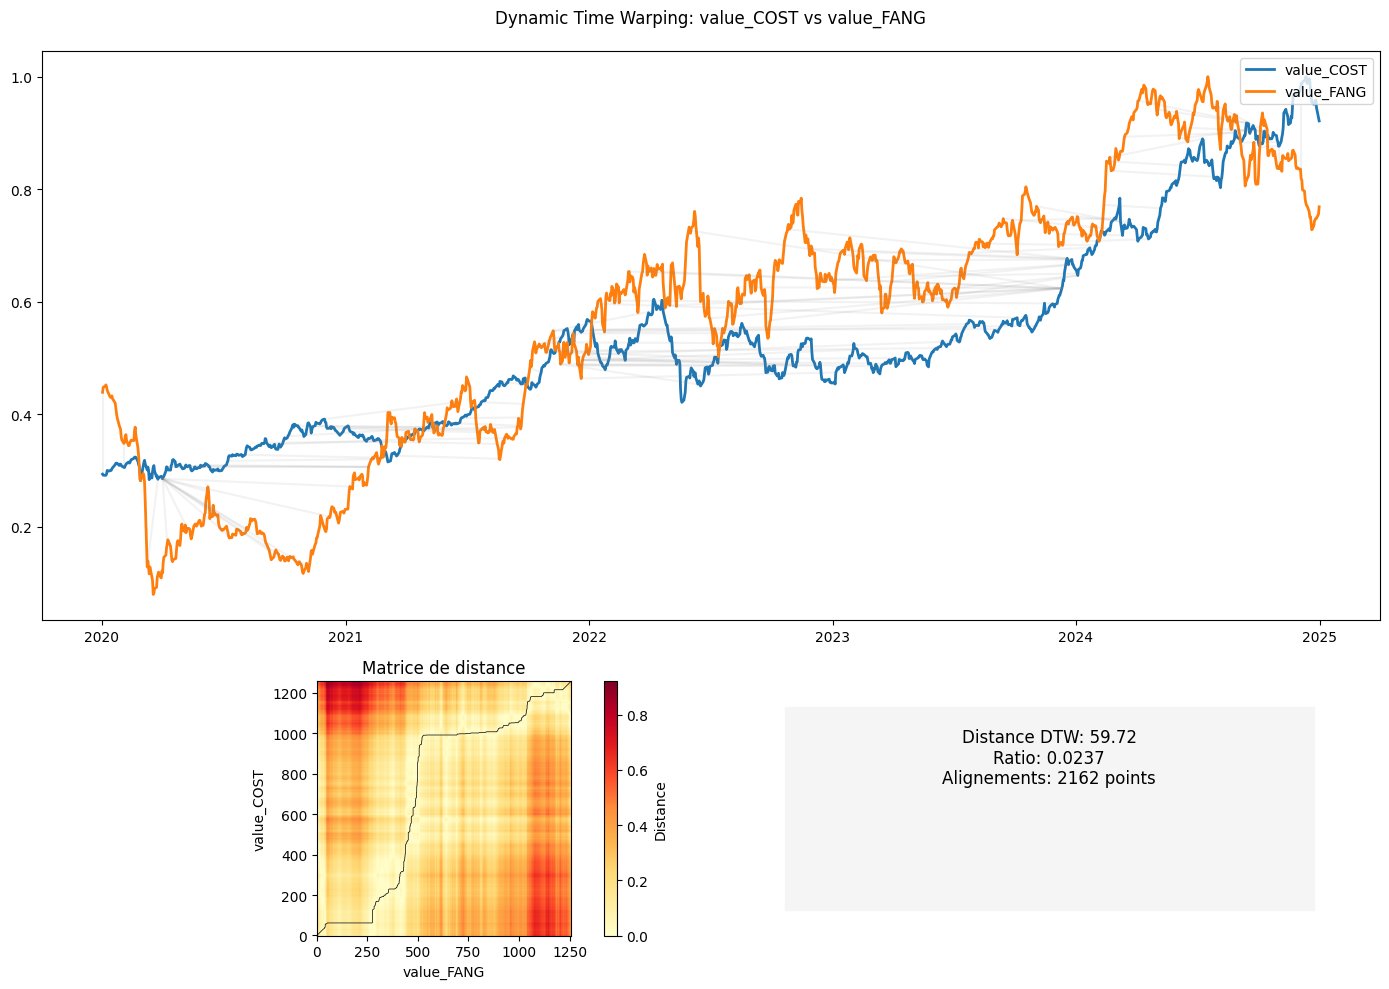 Dynamic Time Warping: value_COST vs value_FANG
value_COST
value_FANG
1.0
0.8
0.6
0.4
0.2
2020 2021 2022 2023 2024 2025
Matrice de distance
1200
1000
800
600
400
200
0
value_COST
0 250 500 750 1000 1250
value_FANG
0.8
0.6
0.4
0.2
0.0
Distance
Distance DTW: 59.72
Ratio: 0.0237
Alignements: 2162 points